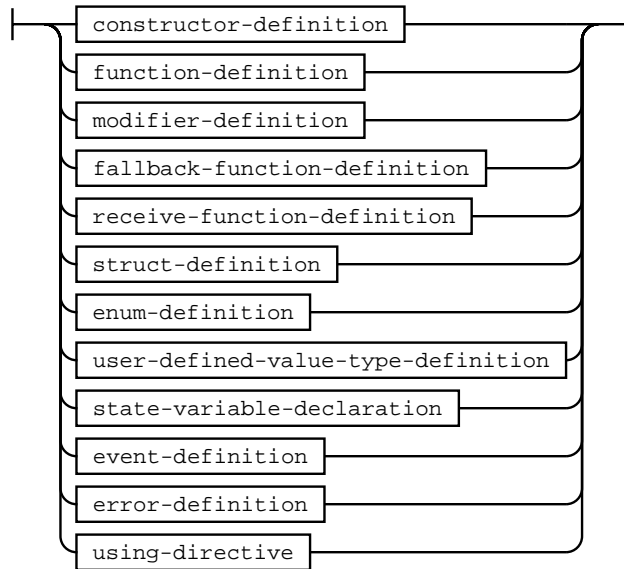 constructor-definition
function-definition
modifier-definition
fallback-function-definition
receive-function-definition
struct-definition
enum-definition
user-defined-value-type-definition
state-variable-declaration
event-definition
error-definition
using-directive